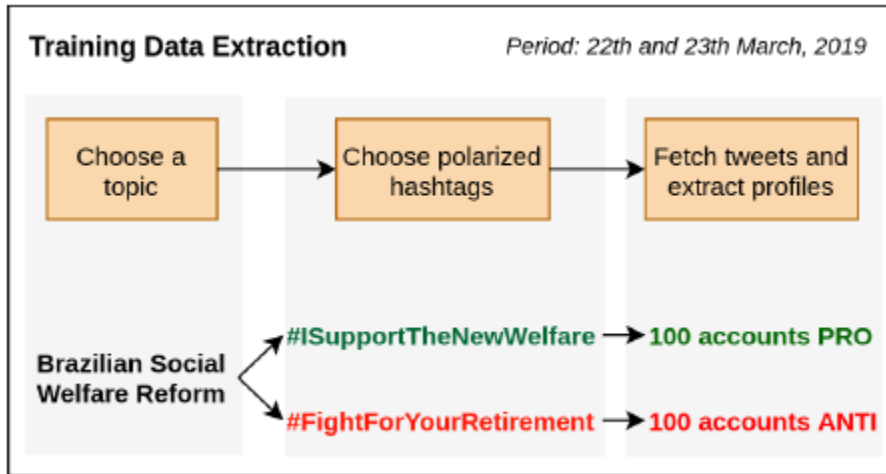 Training Data Extraction
Period: 22th and 23th March, 2019
Choose a
topic
Choose polarized
hashtags
Fetch tweets and
extract profiles
Brazilian Social
Welfare Reform
#ISupportTheNewWelfare
100 accounts PRO
#FightForYourRetirement
100 accounts ANTI